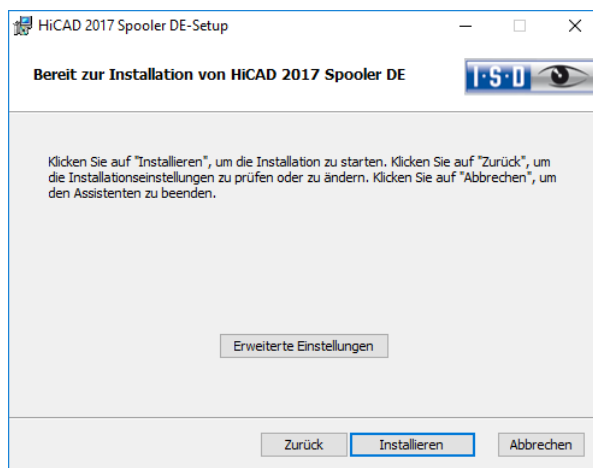 HiCAD 2017 Spooler DE-Setup
Bereit zur Installation von HiCAD 2017 Spooler DE
I·S·D
Klicken Sie auf "Installieren", um die Installation zu starten. Klicken Sie auf "Zurück", um
die Installationseinstellungen zu prüfen oder zu ändern. Klicken Sie auf "Abbrechen", um
den Assistenten zu beenden.
Erweiterte Einstellungen
Zurück Installieren Abbrechen